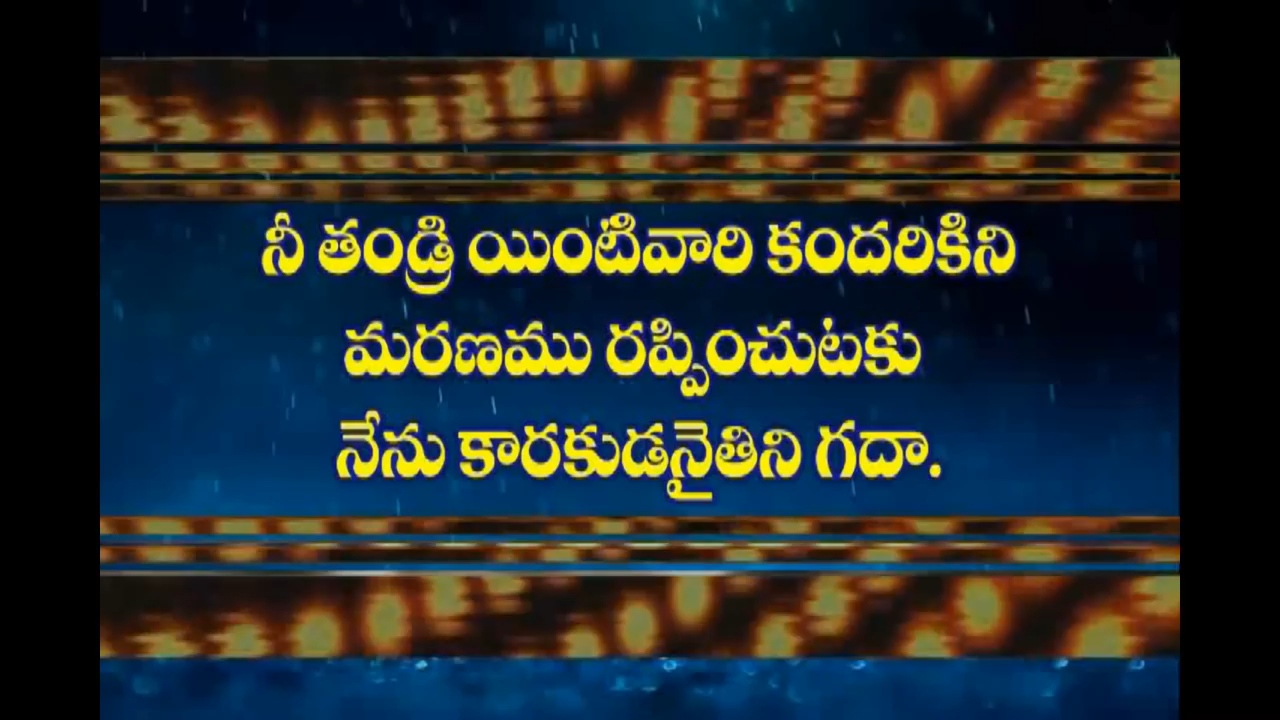 నీ తండ్రి యింటివారి కందరికిని
మరణము రప్పించుటకు
నేను కారకుడనైతిని గదా.